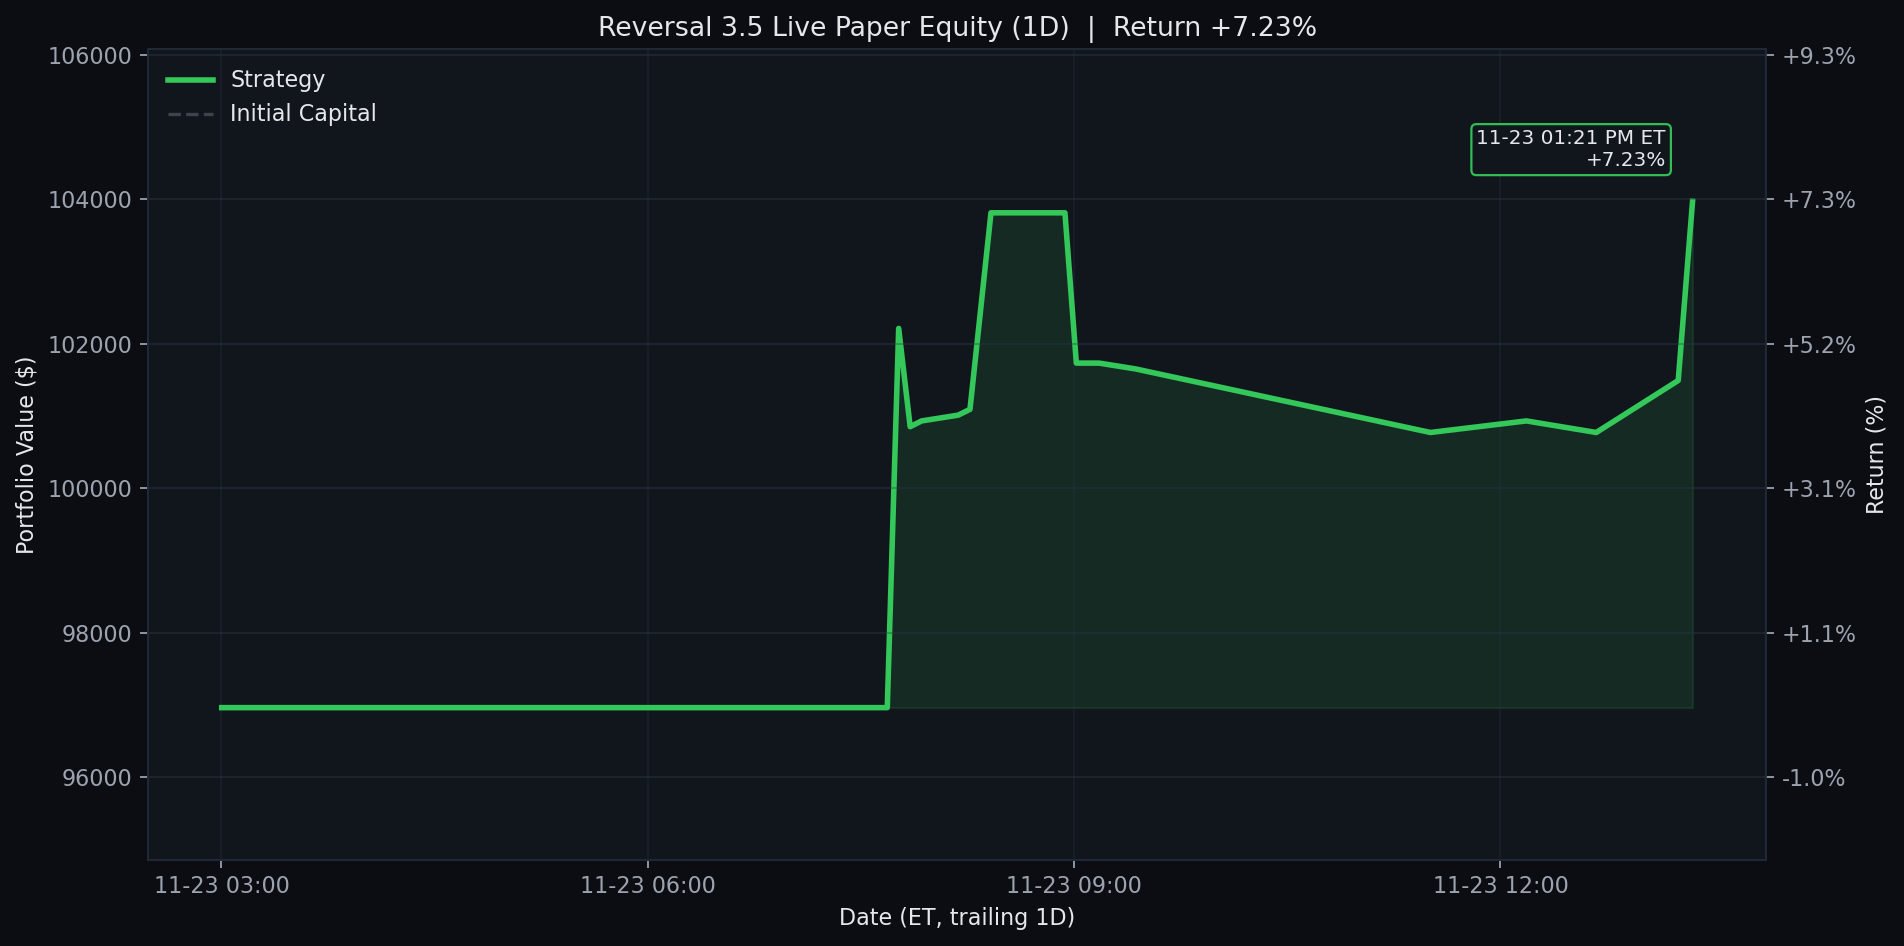 Reversal 3.5 Live Paper Equity (1D)  |  Return +7.23%
Strategy
Initial Capital
11-23 01:21 PM ET
+7.23%
Portfolio Value ($)
106000
104000
102000
100000
98000
96000
+9.3%
+7.3%
+5.2%
+3.1%
+1.1%
-1.0%
Return (%)
11-23 03:00
11-23 06:00
11-23 09:00
11-23 12:00
Date (ET, trailing 1D)